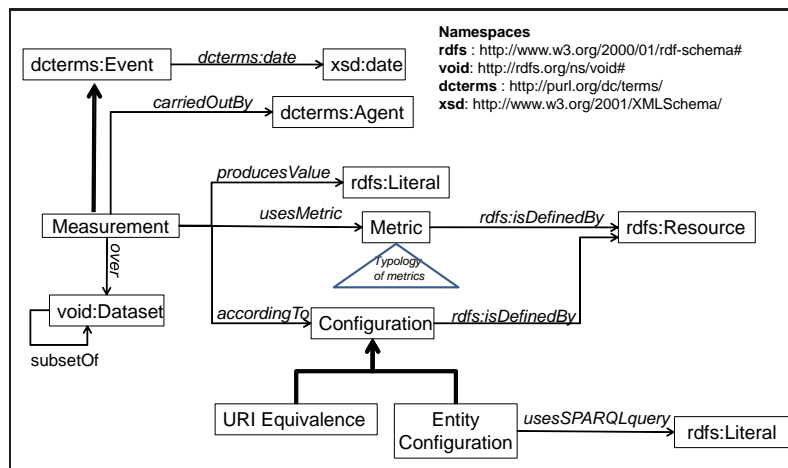 Namespaces
rdfs : http://www.w3.org/2000/01/rdf-schema#
void: http://rdfs.org/ns/void#
dcterms : http://purl.org/dc/terms/
xsd: http://www.w3.org/2001/XMLSchema/
dcterms:Event
dcterms:date
xsd:date
carriedOutBy
dcterms:Agent
producesValue
rdfs:Literal
Measurement
usesMetric
Metric
rdfs:isDefinedBy
rdfs:Resource
over
Typology
of metrics
void:Dataset
accordingTo
Configuration
rdfs:isDefinedBy
subsetOf
URI Equivalence
Entity
Configuration
usesSPARQLquery
rdfs:Literal